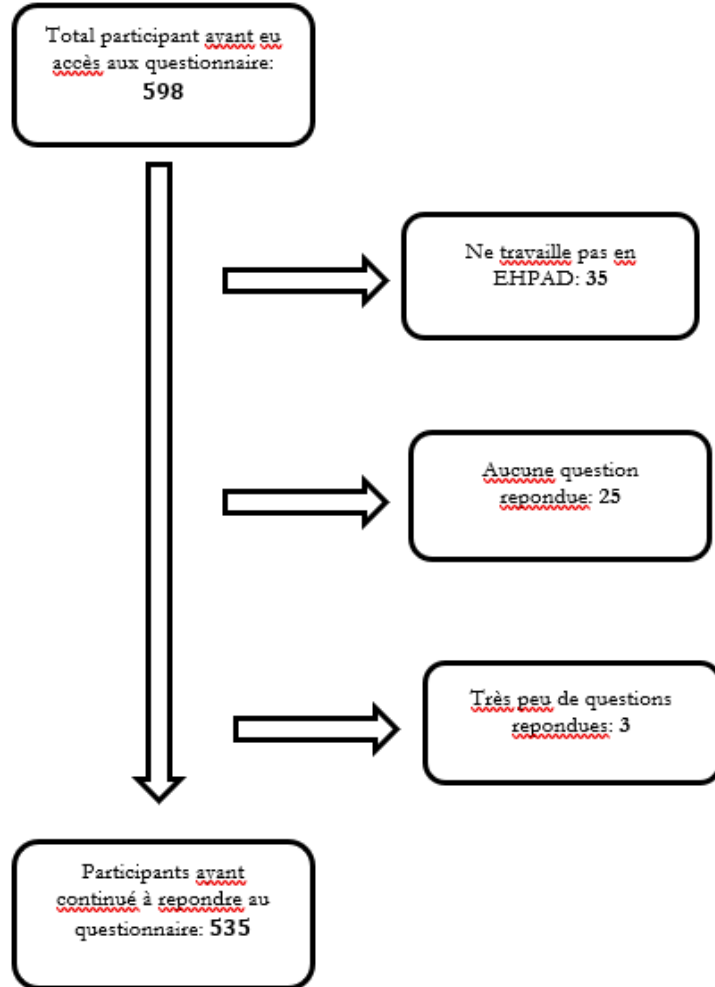 Total participant ayant eu
accès aux questionnaire:
598
Ne travaille pas en
EHPAD: 35
Aucune question
repondue: 25
Très peu de questions
repondues: 3
Participants ayant
continué à repondre au
questionnaire: 535